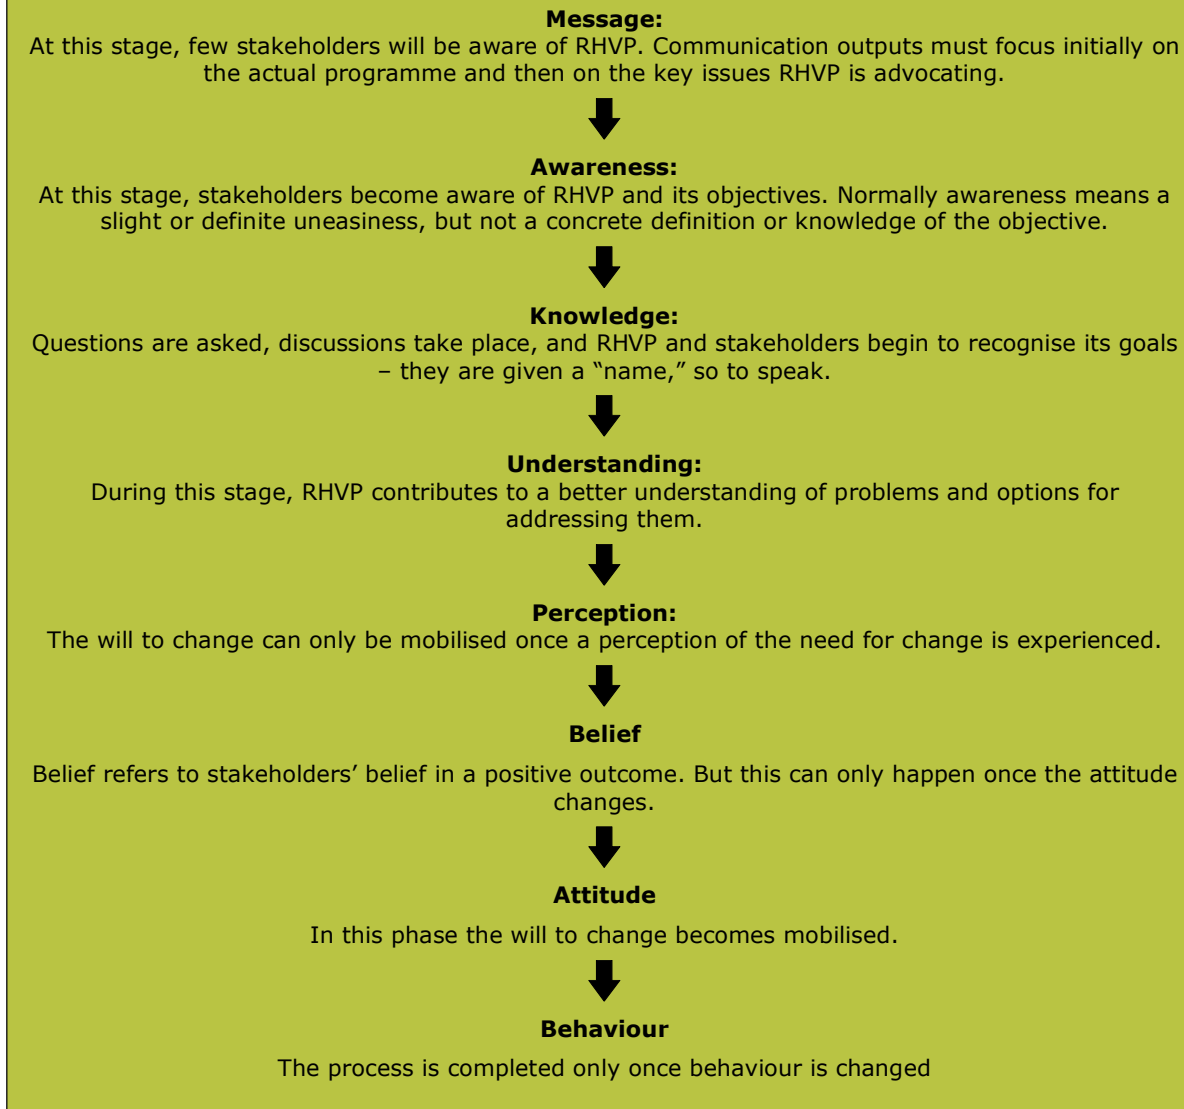 Message:
At this stage, few stakeholders will be aware of RHVP. Communication outputs must focus initially on
the actual programme and then on the key issues RHVP is advocating.
Awareness:
At this stage, stakeholders become aware of RHVP and its objectives. Normally awareness means a
slight or definite uneasiness, but not a concrete definition or knowledge of the objective.
Knowledge:
Questions are asked, discussions take place, and RHVP and stakeholders begin to recognise its goals
– they are given a “name,” so to speak.
Understanding:
During this stage, RHVP contributes to a better understanding of problems and options for
addressing them.
Perception:
The will to change can only be mobilised once a perception of the need for change is experienced.
Belief
Belief refers to stakeholders’ belief in a positive outcome. But this can only happen once the attitude
changes.
Attitude
In this phase the will to change becomes mobilised.
Behaviour
The process is completed only once behaviour is changed